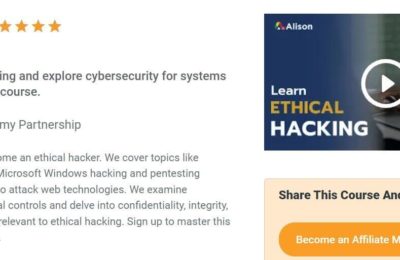 ing and explore cybersecurity for systems
course.
my Partnership
ome an ethical hacker. We cover topics like
Microsoft Windows hacking and pentesting
o attack web technologies. We examine
al controls and delve into confidentiality, integrity,
relevant to ethical hacking. Sign up to master this
Alison
Learn
ETHICAL
HACKING
Share This Course And
Become an Affiliate M